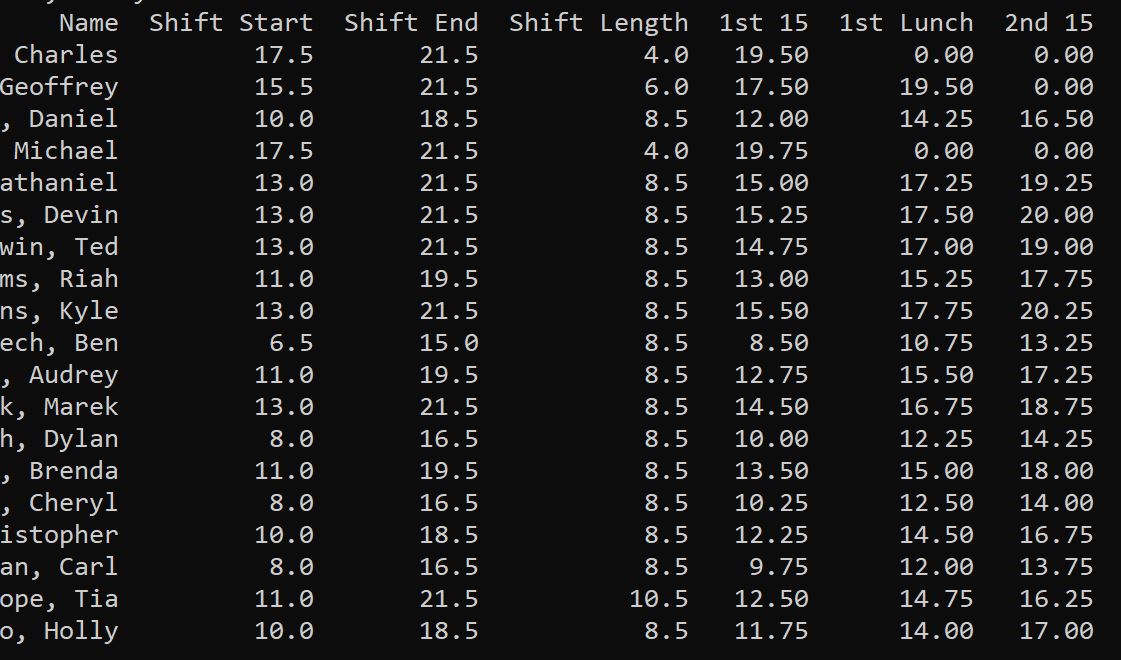 Name Shift Start Shift End Shift Length 1st 15 1st Lunch 2nd 15
Charles 17.5 21.5 4.0 19.50 0.00 0.00
Geoffrey 15.5 21.5 6.0 17.50 19.50 0.00
, Daniel 10.0 18.5 8.5 12.00 14.25 16.50
Michael 17.5 21.5 4.0 19.75 0.00 0.00
athaniel 13.0 21.5 8.5 15.00 17.25 19.25
s, Devin 13.0 21.5 8.5 15.25 17.50 20.00
win, Ted 13.0 21.5 8.5 14.75 17.00 19.00
ms, Riah 11.0 19.5 8.5 13.00 15.25 17.75
ns, Kyle 13.0 21.5 8.5 15.50 17.75 20.25
ech, Ben 6.5 15.0 8.5 8.50 10.75 13.25
, Audrey 11.0 19.5 8.5 12.75 15.50 17.25
k, Marek 13.0 21.5 8.5 14.50 16.75 18.75
h, Dylan 8.0 16.5 8.5 10.00 12.25 14.25
, Brenda 11.0 19.5 8.5 13.50 15.00 18.00
, Cheryl 8.0 16.5 8.5 10.25 12.50 14.00
istopher 10.0 18.5 8.5 12.25 14.50 16.75
an, Carl 8.0 16.5 8.5 9.75 12.00 13.75
ope, Tia 11.0 21.5 10.5 12.50 14.75 16.25
o, Holly 10.0 18.5 8.5 11.75 14.00 17.00